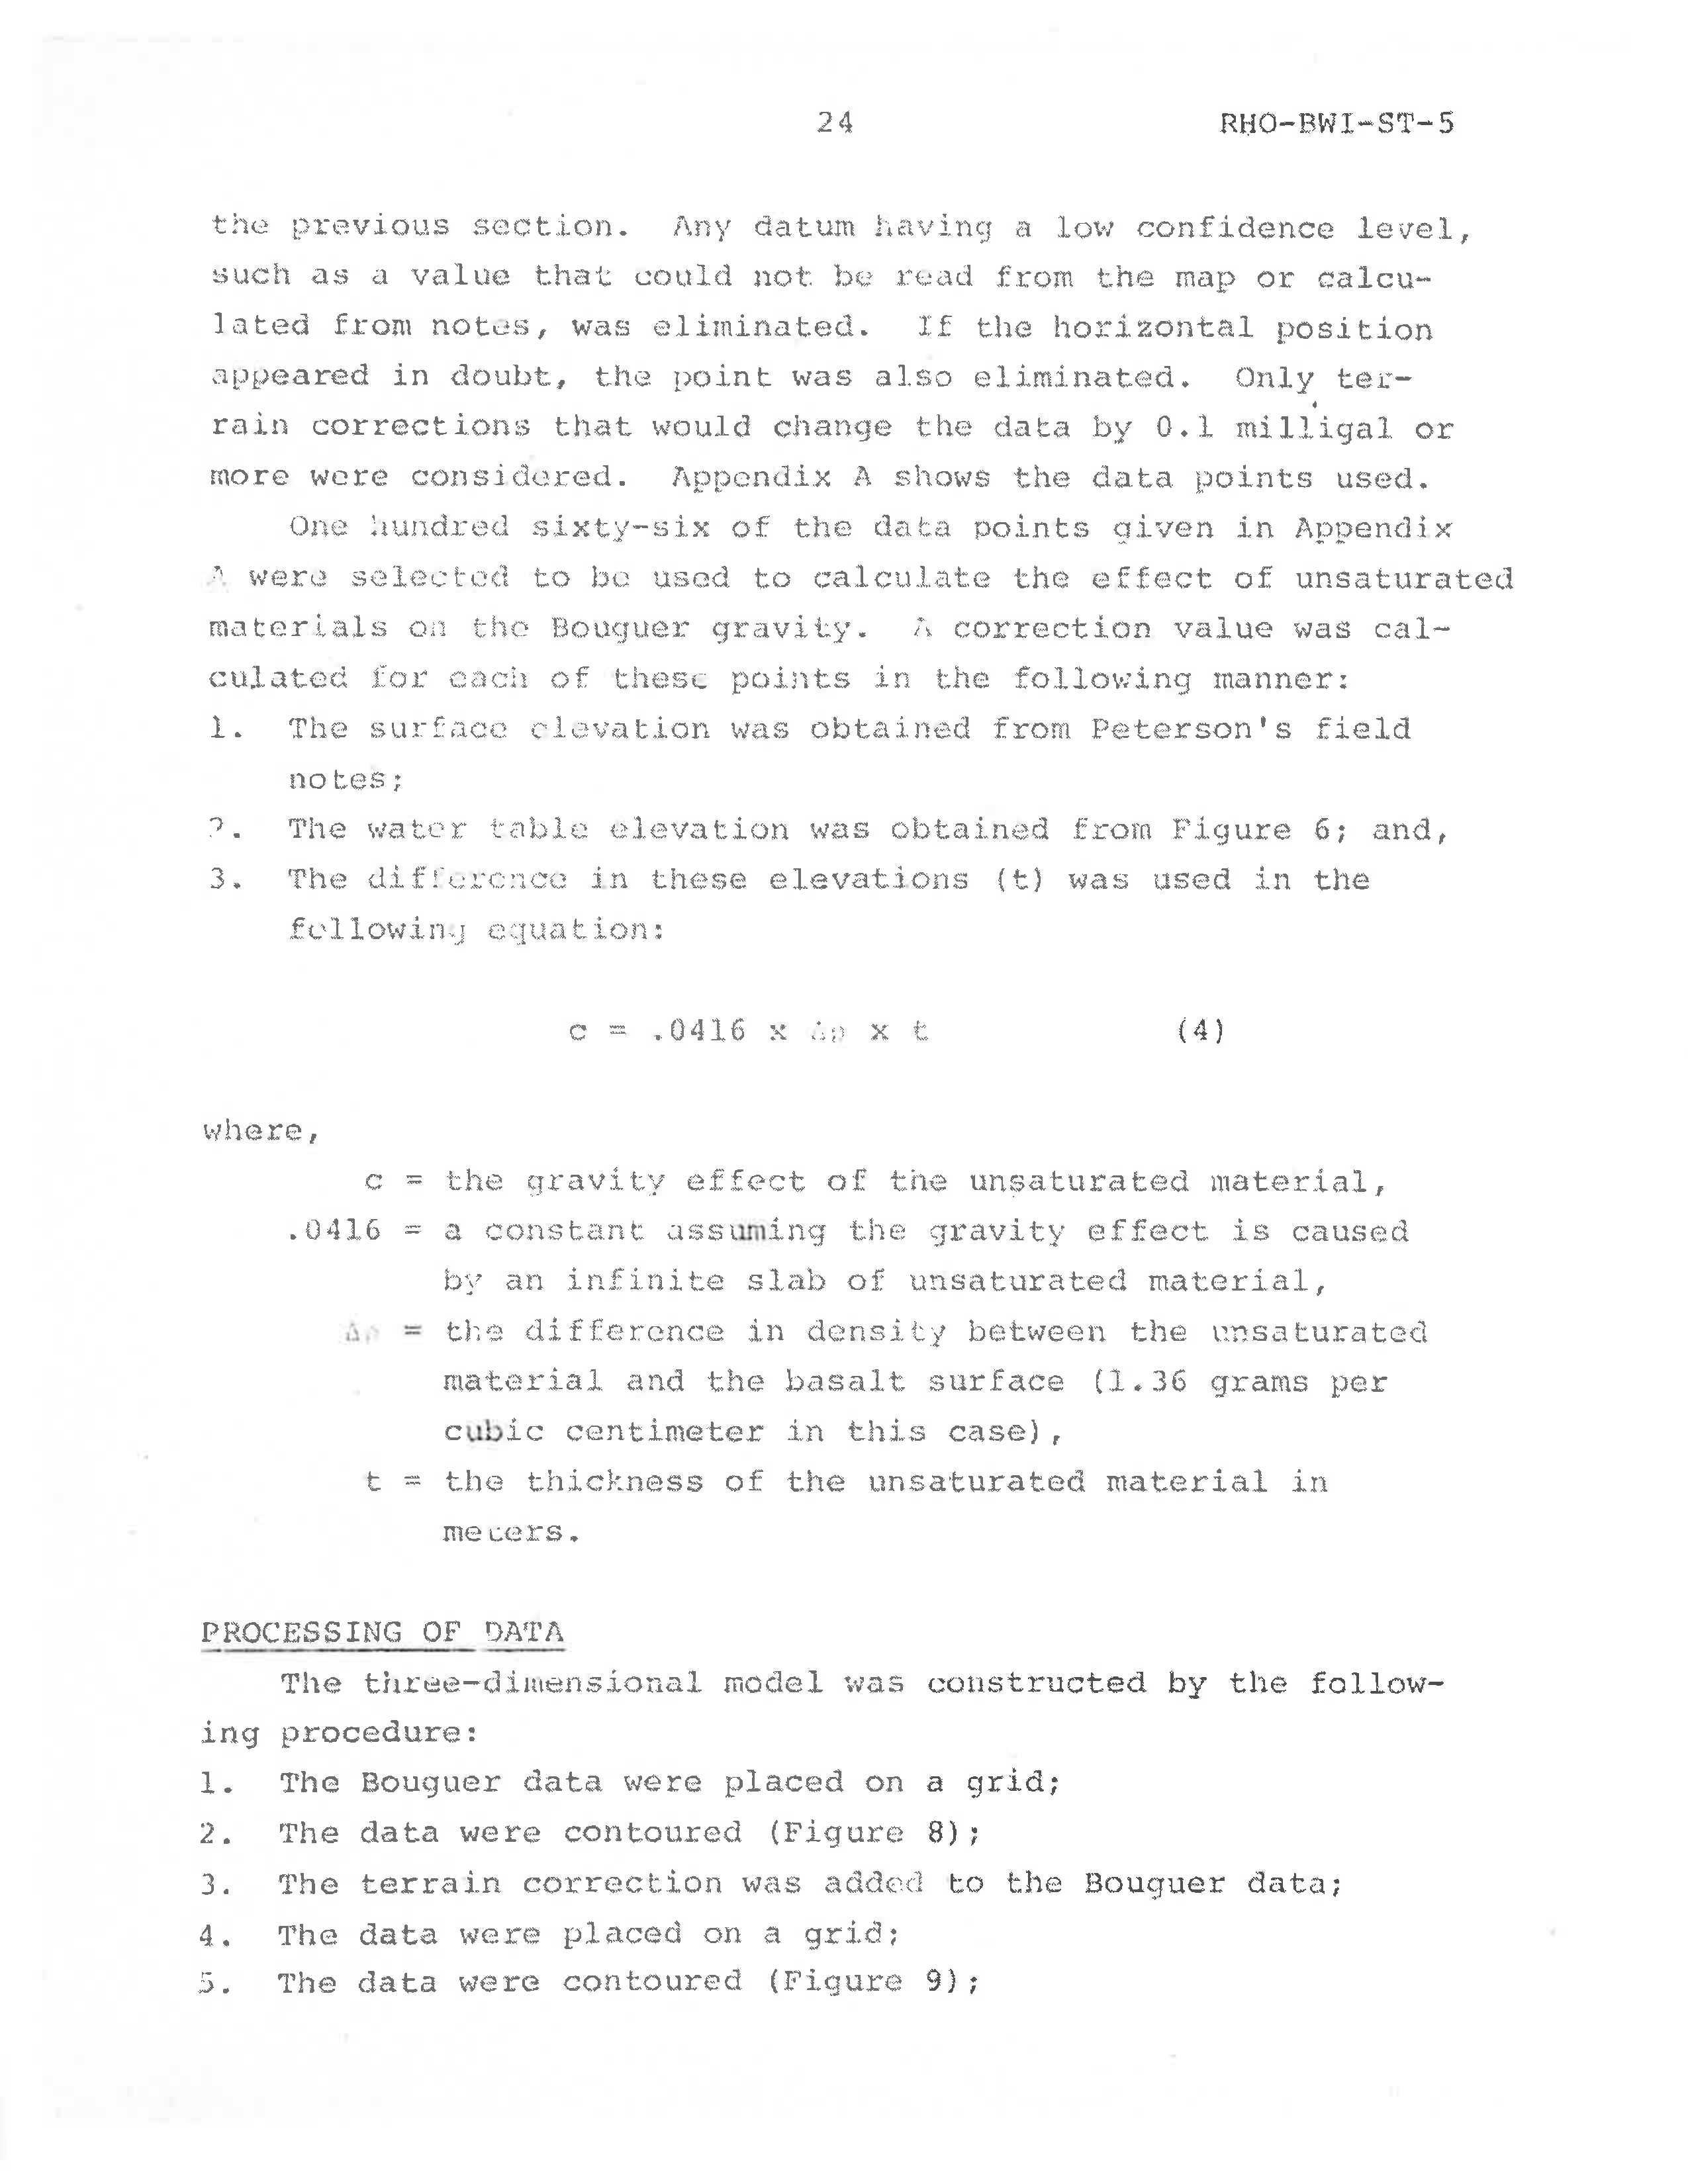 24
RHO-BWI-ST-5
the previous section. Any datum having a low confidence level,
such as a value that could not be read from the map or calcu-
lated from notes, was eliminated. If the horizontal position
appeared in doubt, the point was also eliminated. Only ter-
rain corrections that would change the data by 0.1 milligal or
more were considered. Appendix A shows the data points used.
One hundred sixty-six of the data points given in Appendix
A were selected to be used to calculate the effect of unsaturated
materials on the Bouguer gravity. A correction value was cal-
culated for each of these points in the following manner:
1. The surface elevation was obtained from Peterson's field
notes;
2. The water table elevation was obtained from Figure 6; and,
3. The difference in these elevations (t) was used in the
following equation:
c = .0416 x Δρ x t (4)
where,
c = the gravity effect of the unsaturated material,
.0416 = a constant assuming the gravity effect is caused
by an infinite slab of unsaturated material,
Δρ = the difference in density between the unsaturated
material and the basalt surface (1.36 grams per
cubic centimeter in this case),
t = the thickness of the unsaturated material in
meters.
PROCESSING OF DATA
The three-dimensional model was constructed by the follow-
ing procedure:
1. The Bouguer data were placed on a grid;
2. The data were contoured (Figure 8);
3. The terrain correction was added to the Bouguer data;
4. The data were placed on a grid;
5. The data were contoured (Figure 9);